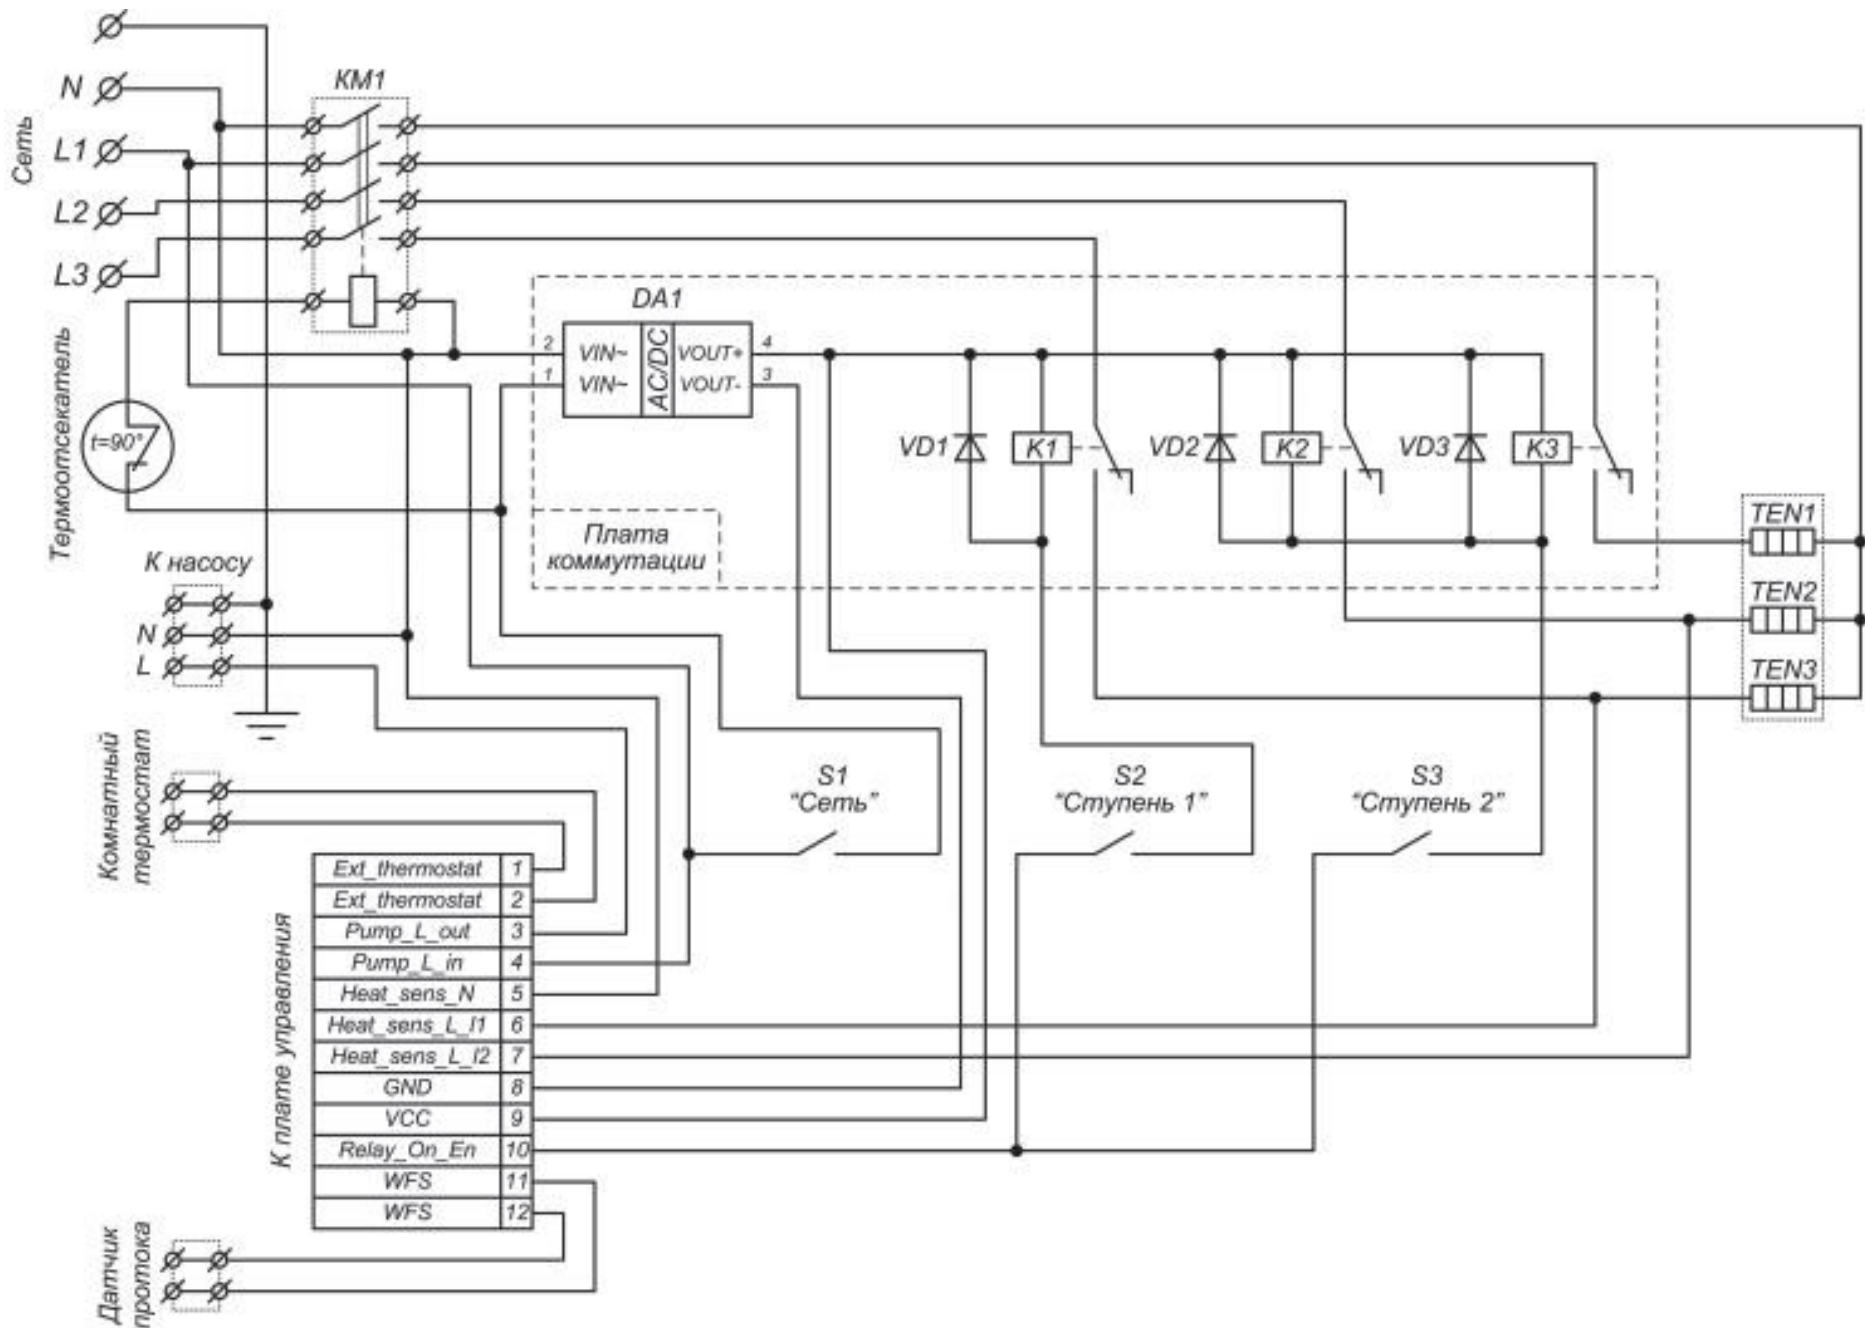 Сеть
N
L1
L2
L3
КМ1
Термоотсекатель
t=90°
DA1
2
VIN~
1
VIN~
AC/DC
VOUT+
4
VOUT-
3
VD1
K1
VD2
K2
VD3
K3
Плата
коммутации
TEN1
TEN2
TEN3
К насосу
N
L
Комнатный
термостат
S1
“Сеть”
S2
“Ступень 1”
S3
“Ступень 2”
К плате управления
Ext_thermostat 1
Ext_thermostat 2
Pump_L_out 3
Pump_L_in 4
Heat_sens_N 5
Heat_sens_L_l1 6
Heat_sens_L_l2 7
GND 8
VCC 9
Relay_On_En 10
WFS 11
WFS 12
Датчик
протока